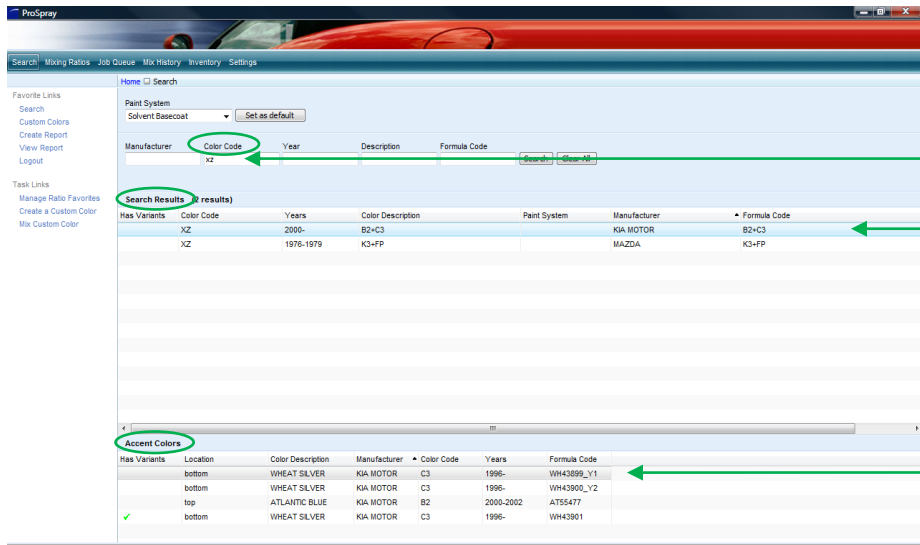 ProSpray
Search Mixing Ratios Job Queue Mix History Inventory Settings
Home Search
Favorite Links
Search
Custom Colors
Create Report
View Report
Logout
Task Links
Manage Ratio Favorites
Create a Custom Color
Mix Custom Color
Paint System
Solvent Basecoat Set as default
Manufacturer Color Code Year Description Formula Code
xz Search Clear All
Search Results (2 results)
Has Variants Color Code Years Color Description Paint System Manufacturer Formula Code
XZ 2000- B2+C3 KIA MOTOR B2+C3
XZ 1976-1979 K3+FP MAZDA K3+FP
Accent Colors
Has Variants Location Color Description Manufacturer Color Code Years Formula Code
bottom WHEAT SILVER KIA MOTOR C3 1996- WH43899_Y1
bottom WHEAT SILVER KIA MOTOR C3 1996- WH43900_Y2
top ATLANTIC BLUE KIA MOTOR B2 2000-2002 AT55477
bottom WHEAT SILVER KIA MOTOR C3 1996- WH43901